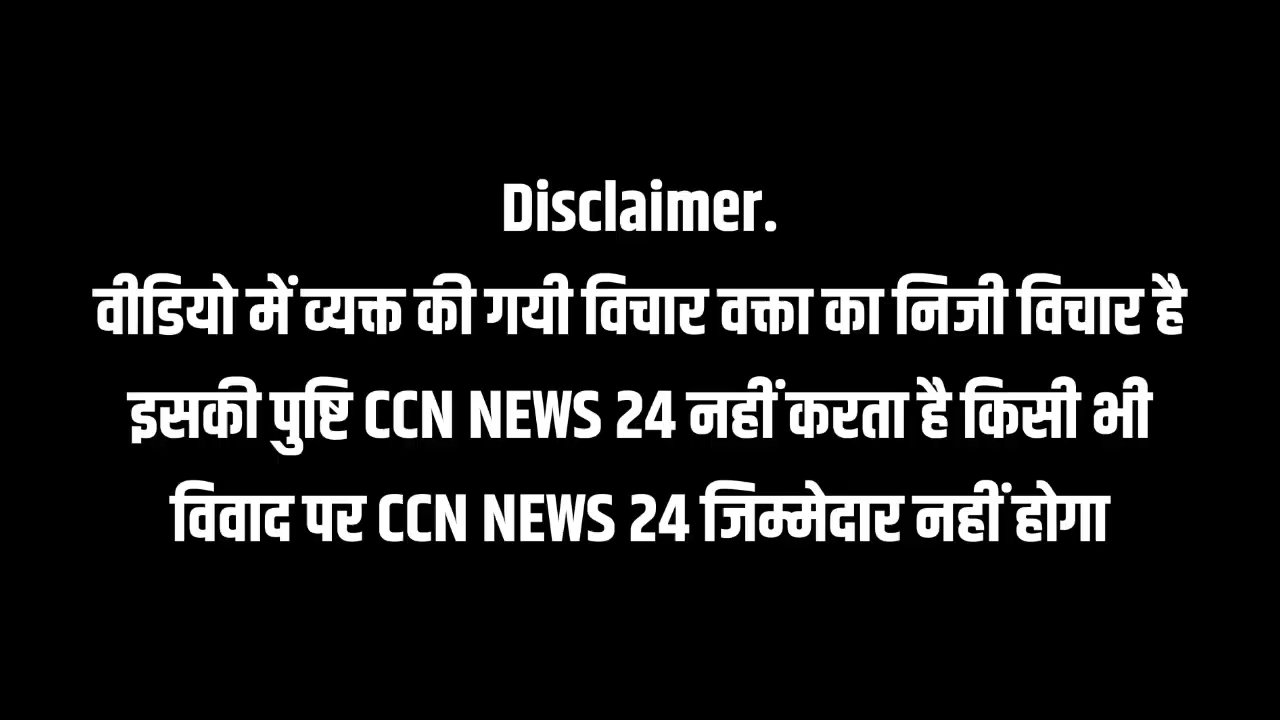 Disclaimer.
वीडियो में व्यक्त की गयी विचार वक्ता का निजी विचार है
इसकी पुष्टि CCN NEWS 24 नहीं करता है किसी भी
विवाद पर CCN NEWS 24 जिम्मेदार नहीं होगा